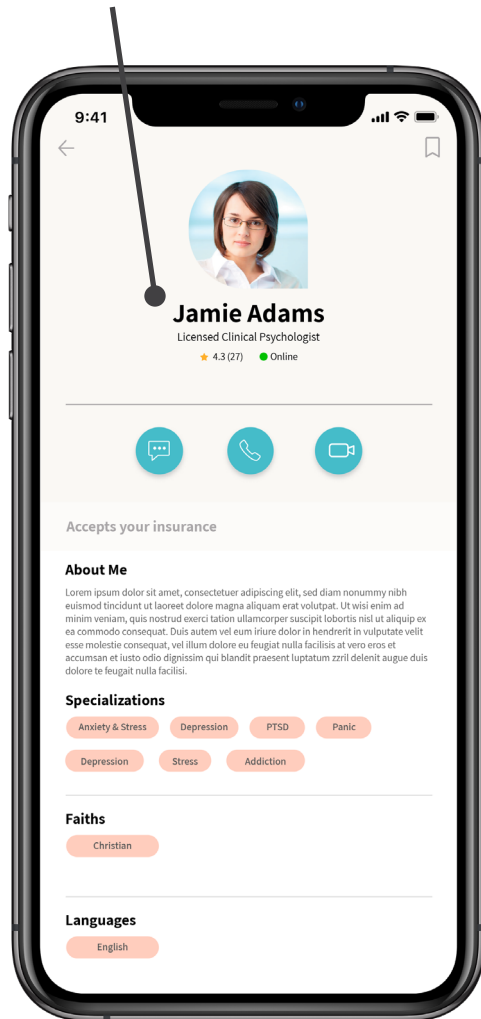 9:41
Jamie Adams
Licensed Clinical Psychologist
4.3 (27) Online
Accepts your insurance
About Me
Lorem ipsum dolor sit amet, consectetuer adipiscing elit, sed diam nonummy nibh
euismod tincidunt ut laoreet dolore magna aliquam erat volutpat. Ut wisi enim ad
minim veniam, quis nostrud exerci tation ullamcorper suscipit lobortis nisl ut aliquip ex
ea commodo consequat. Duis autem vel eum iriure dolor in hendrerit in vulputate velit
esse molestie consequat, vel illum dolore eu feugiat nulla facilisis at vero eros et
accumsan et iusto odio dignissim qui blandit praesent luptatum zzril delenit augue duis
dolore te feugait nulla facilisi.
Specializations
Anxiety & Stress Depression PTSD Panic
Depression Stress Addiction
Faiths
Christian
Languages
English